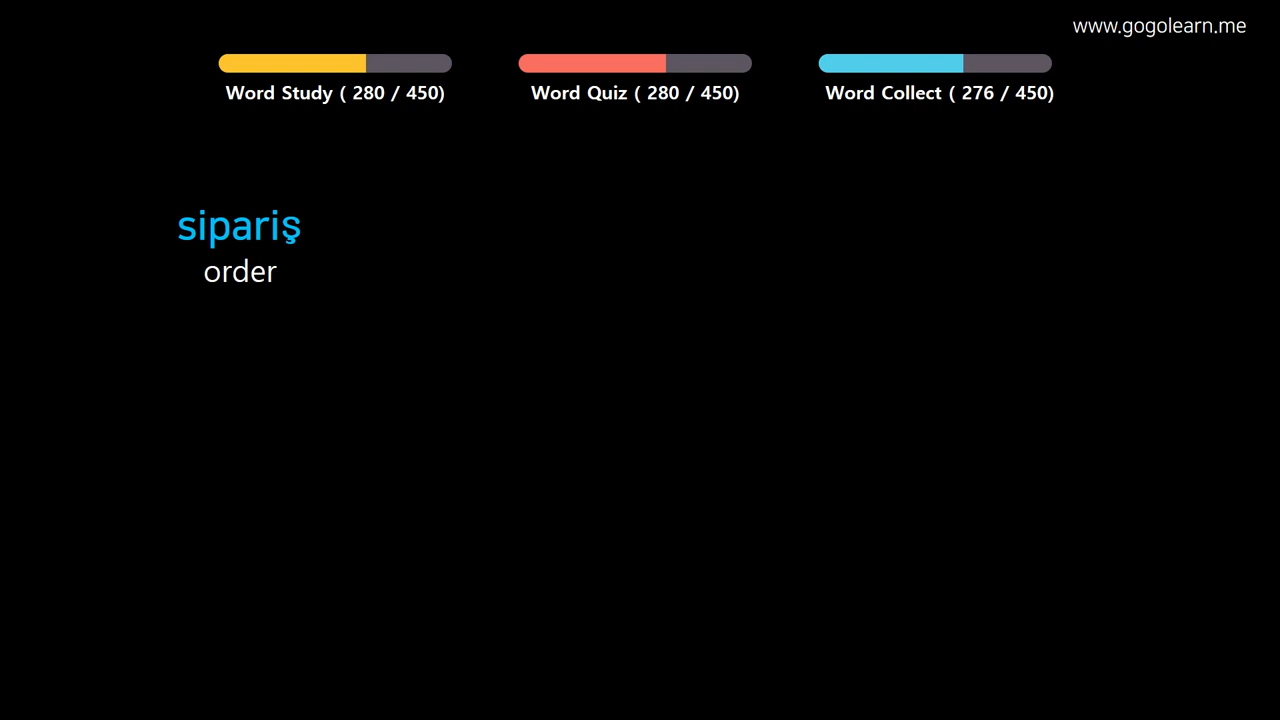 www.gogolearn.me
Word Study ( 280 / 450)
Word Quiz ( 280 / 450)
Word Collect ( 276 / 450)
sipariş
order